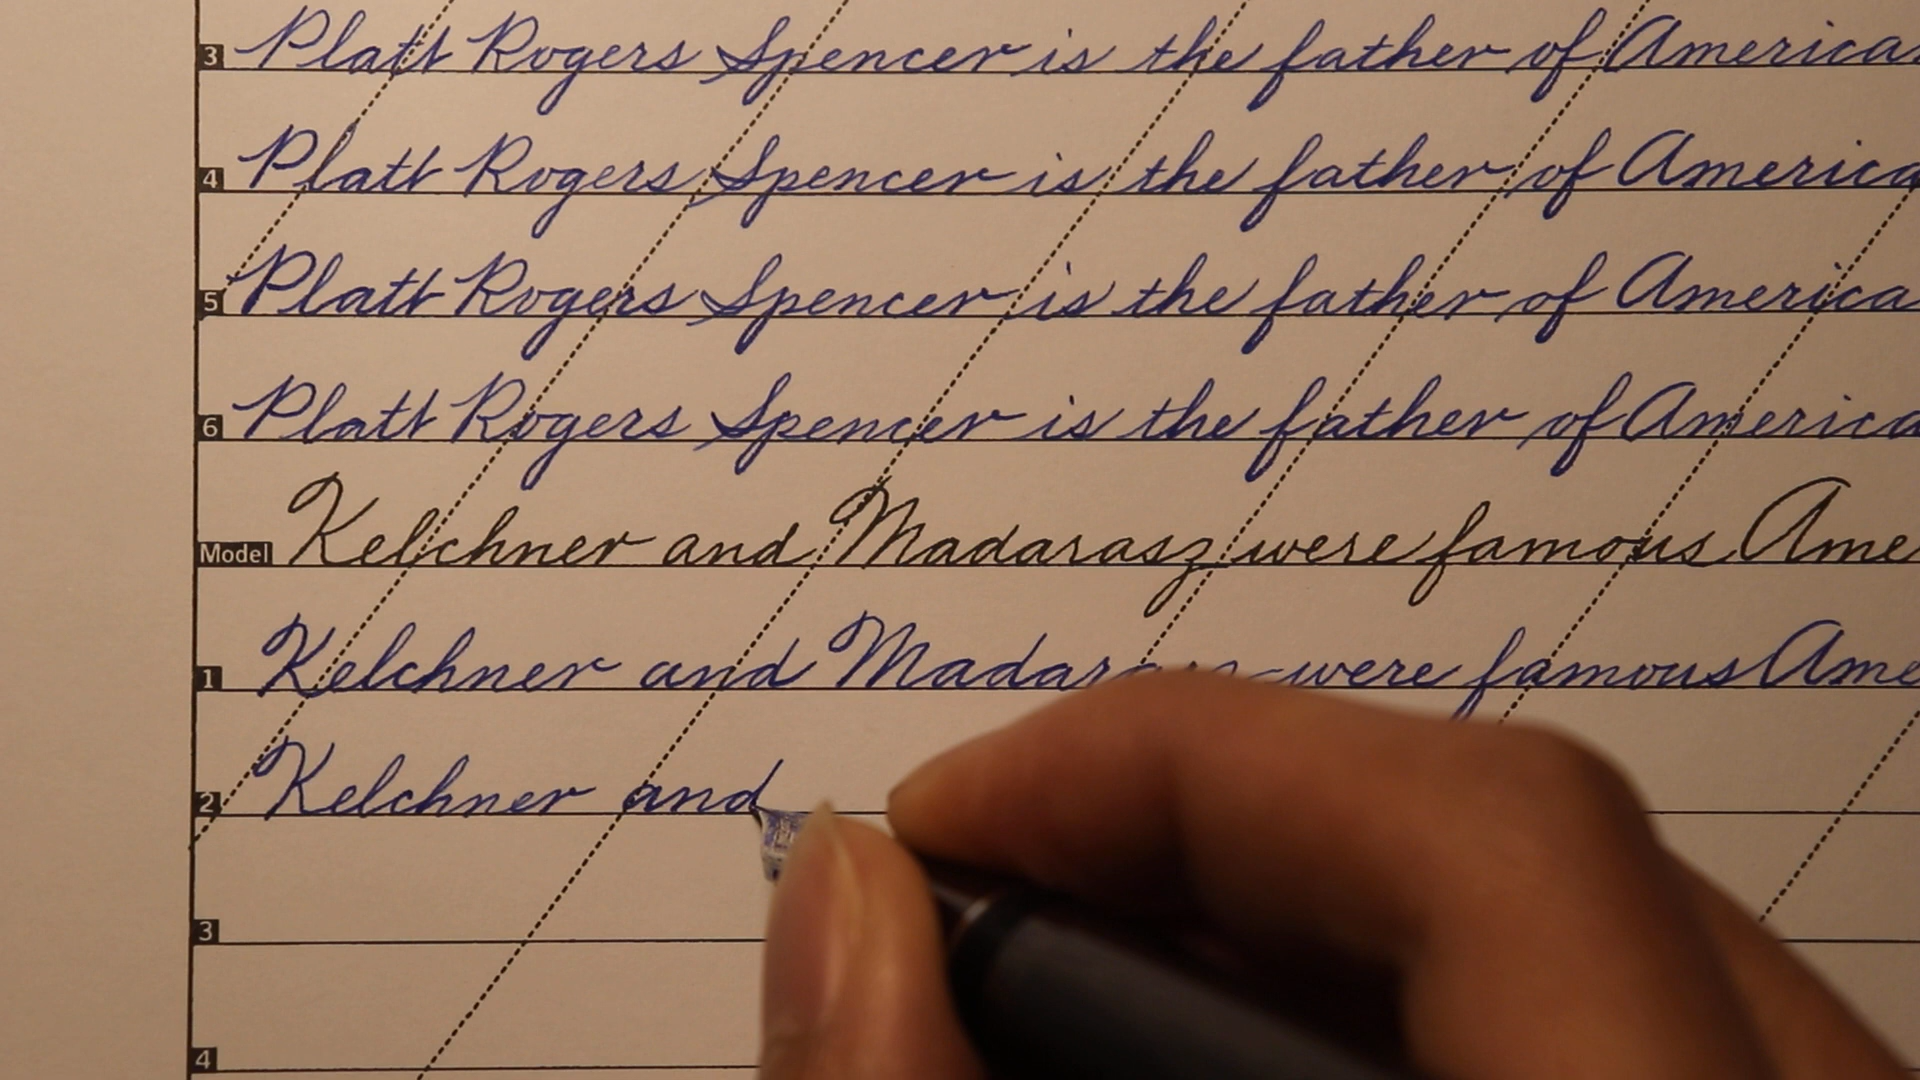 3 Platt Rogers Spencer is the father of America
4 Platt Rogers Spencer is the father of America
5 Platt Rogers Spencer is the father of America
6 Platt Rogers Spencer is the father of America
Model Kelchner and Madarasz were famous Ame
1 Kelchner and Madarasz were famous Ame
2 Kelchner and
3
4